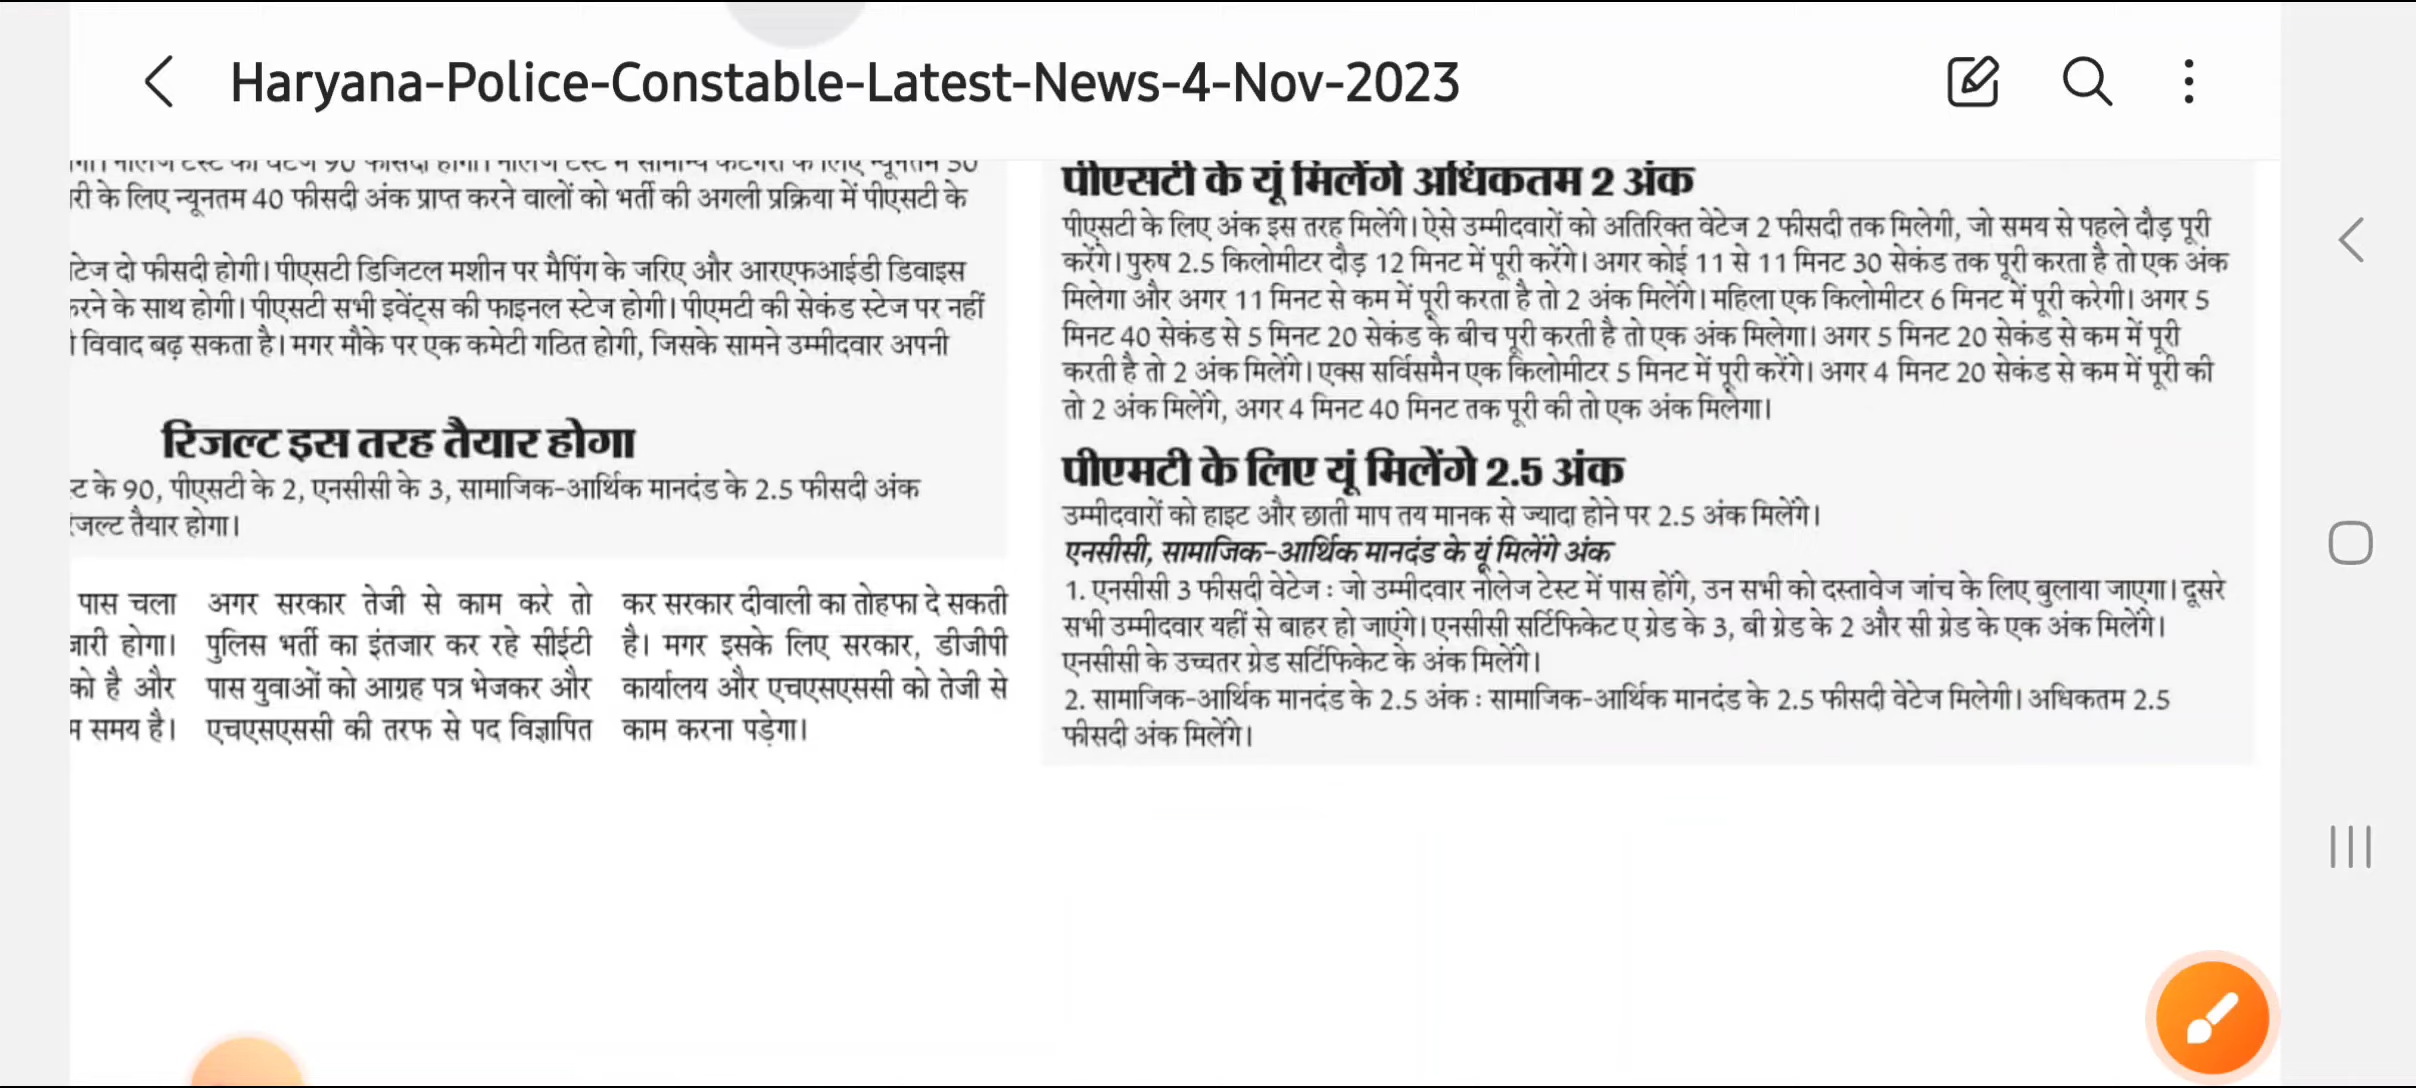 Haryana-Police-Constable-Latest-News-4-Nov-2023
री के लिए न्यूनतम 40 फीसदी अंक प्राप्त करने वालों को भर्ती की अगली प्रक्रिया में पीएसटी के
टेज दो फीसदी होगी। पीएसटी डिजिटल मशीन पर मैपिंग के जरिए और आरएफआईडी डिवाइस
करने के साथ होगी। पीएसटी सभी इवेंट्स की फाइनल स्टेज होगी। पीएमटी की सेकंड स्टेज पर नहीं
विवाद बढ़ सकता है। मगर मौके पर एक कमेटी गठित होगी, जिसके सामने उम्मीदवार अपनी
रिजल्ट इस तरह तैयार होगा
ट के 90, पीएसटी के 2, एनसीसी के 3, सामाजिक-आर्थिक मानदंड के 2.5 फीसदी अंक
जल्ट तैयार होगा।
पास चला
जारी होगा।
को है और
समय है।
अगर सरकार तेजी से काम करे तो
पुलिस भर्ती का इंतजार कर रहे सीईटी
पास युवाओं को आग्रह पत्र भेजकर और
एचएसएससी की तरफ से पद विज्ञापित
कर सरकार दीवाली का तोहफा दे सकती
है। मगर इसके लिए सरकार, डीजीपी
कार्यालय और एचएसएससी को तेजी से
काम करना पड़ेगा।
पीएसटी के यूं मिलेंगे अधिकतम 2 अंक
पीएसटी के लिए अंक इस तरह मिलेंगे। ऐसे उम्मीदवारों को अतिरिक्त वेटेज 2 फीसदी तक मिलेगी, जो समय से पहले दौड़ पूरी
करेंगे। पुरुष 2.5 किलोमीटर दौड़ 12 मिनट में पूरी करेंगे। अगर कोई 11 से 11 मिनट 30 सेकंड तक पूरी करता है तो एक अंक
मिलेगा और अगर 11 मिनट से कम में पूरी करता है तो 2 अंक मिलेंगे। महिला एक किलोमीटर 6 मिनट में पूरी करेगी। अगर 5
मिनट 40 सेकंड से 5 मिनट 20 सेकंड के बीच पूरी करती है तो एक अंक मिलेगा। अगर 5 मिनट 20 सेकंड से कम में पूरी
करती है तो 2 अंक मिलेंगे। एक्स सर्विसमैन एक किलोमीटर 5 मिनट में पूरी करेंगे। अगर 4 मिनट 20 सेकंड से कम में पूरी की
तो 2 अंक मिलेंगे, अगर 4 मिनट 40 मिनट तक पूरी की तो एक अंक मिलेगा।
पीएमटी के लिए यूं मिलेंगे 2.5 अंक
उम्मीदवारों को हाइट और छाती माप तय मानक से ज्यादा होने पर 2.5 अंक मिलेंगे।
एनसीसी, सामाजिक-आर्थिक मानदंड के यूं मिलेंगे अंक
1. एनसीसी 3 फीसदी वेटेज : जो उम्मीदवार नॉलेज टेस्ट में पास होंगे, उन सभी को दस्तावेज जांच के लिए बुलाया जाएगा। दूसरे
सभी उम्मीदवार यहीं से बाहर हो जाएंगे। एनसीसी सर्टिफिकेट ए ग्रेड के 3, बी ग्रेड के 2 और सी ग्रेड के एक अंक मिलेंगे।
एनसीसी के उच्चतर ग्रेड सर्टिफिकेट के अंक मिलेंगे।
2. सामाजिक-आर्थिक मानदंड के 2.5 अंक : सामाजिक-आर्थिक मानदंड के 2.5 फीसदी वेटेज मिलेगी। अधिकतम 2.5
फीसदी अंक मिलेंगे।